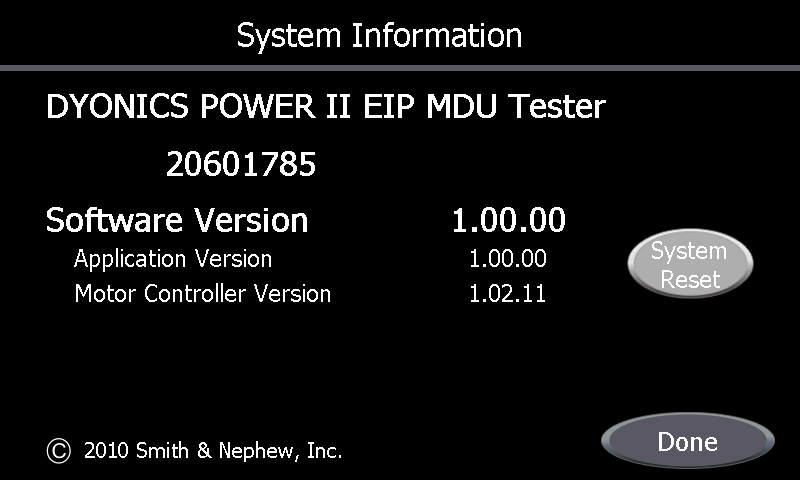 System Information
DYONICS POWER II EIP MDU Tester
20601785
Software Version 1.00.00
Application Version 1.00.00
Motor Controller Version 1.02.11
System
Reset
© 2010 Smith & Nephew, Inc.
Done